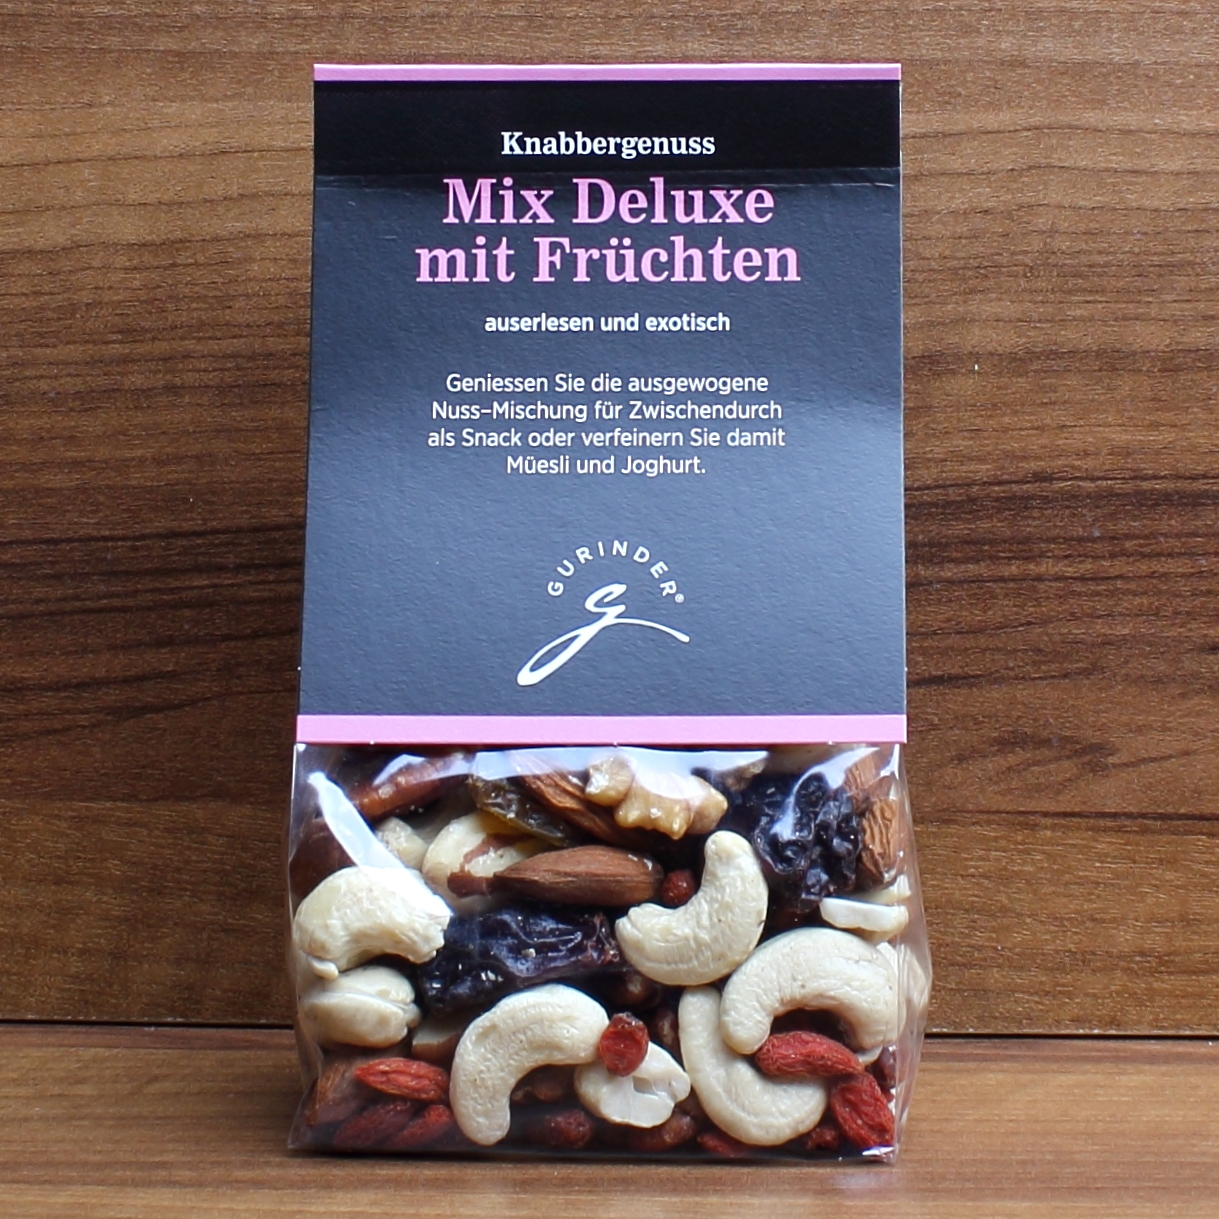 Knabbergenuss
Mix Deluxe
mit Früchten
auserlesen und exotisch
Geniessen Sie die ausgewogene
Nuss–Mischung für Zwischendurch
als Snack oder verfeinern Sie damit
Müesli und Joghurt.
GURINDER®
g